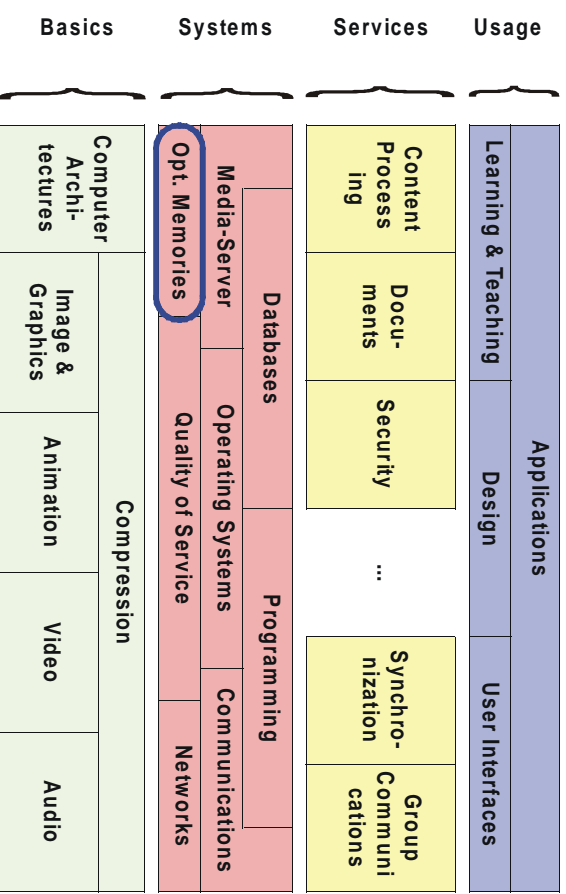 Basics
Systems
Services
Usage
Computer
Archi-
tectures
Image &
Graphics
Animation
Video
Audio
Compression
Opt. Memories
Quality of Service
Networks
Media-Server
Operating Systems
Communications
Databases
Programming
Content
Process
ing
Docu-
ments
Security
...
Synchro-
nization
Group
Communi
cations
Learning & Teaching
Design
User Interfaces
Applications